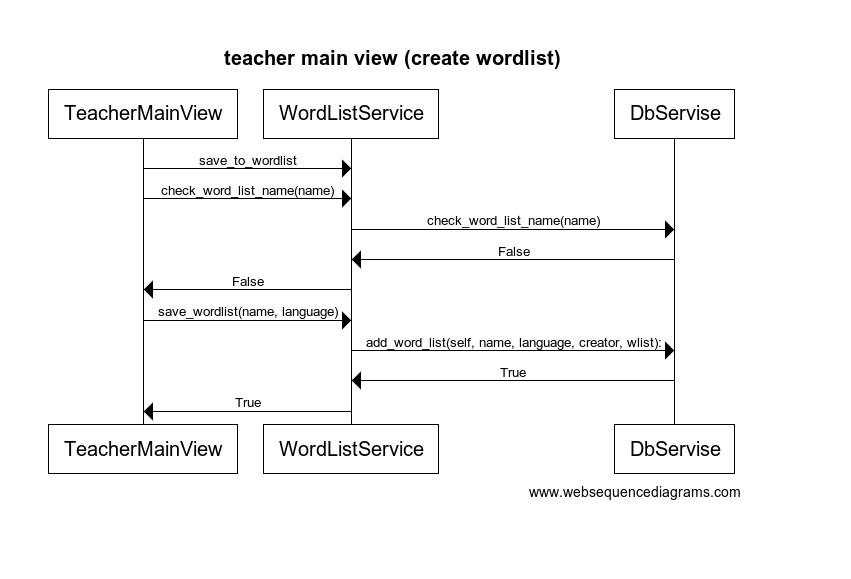 teacher main view (create wordlist)
TeacherMainView
WordListService
DbServise
save_to_wordlist
check_word_list_name(name)
check_word_list_name(name)
False
False
save_wordlist(name, language)
add_word_list(self, name, language, creator, wlist):
True
True
TeacherMainView
WordListService
DbServise
www.websequencediagrams.com